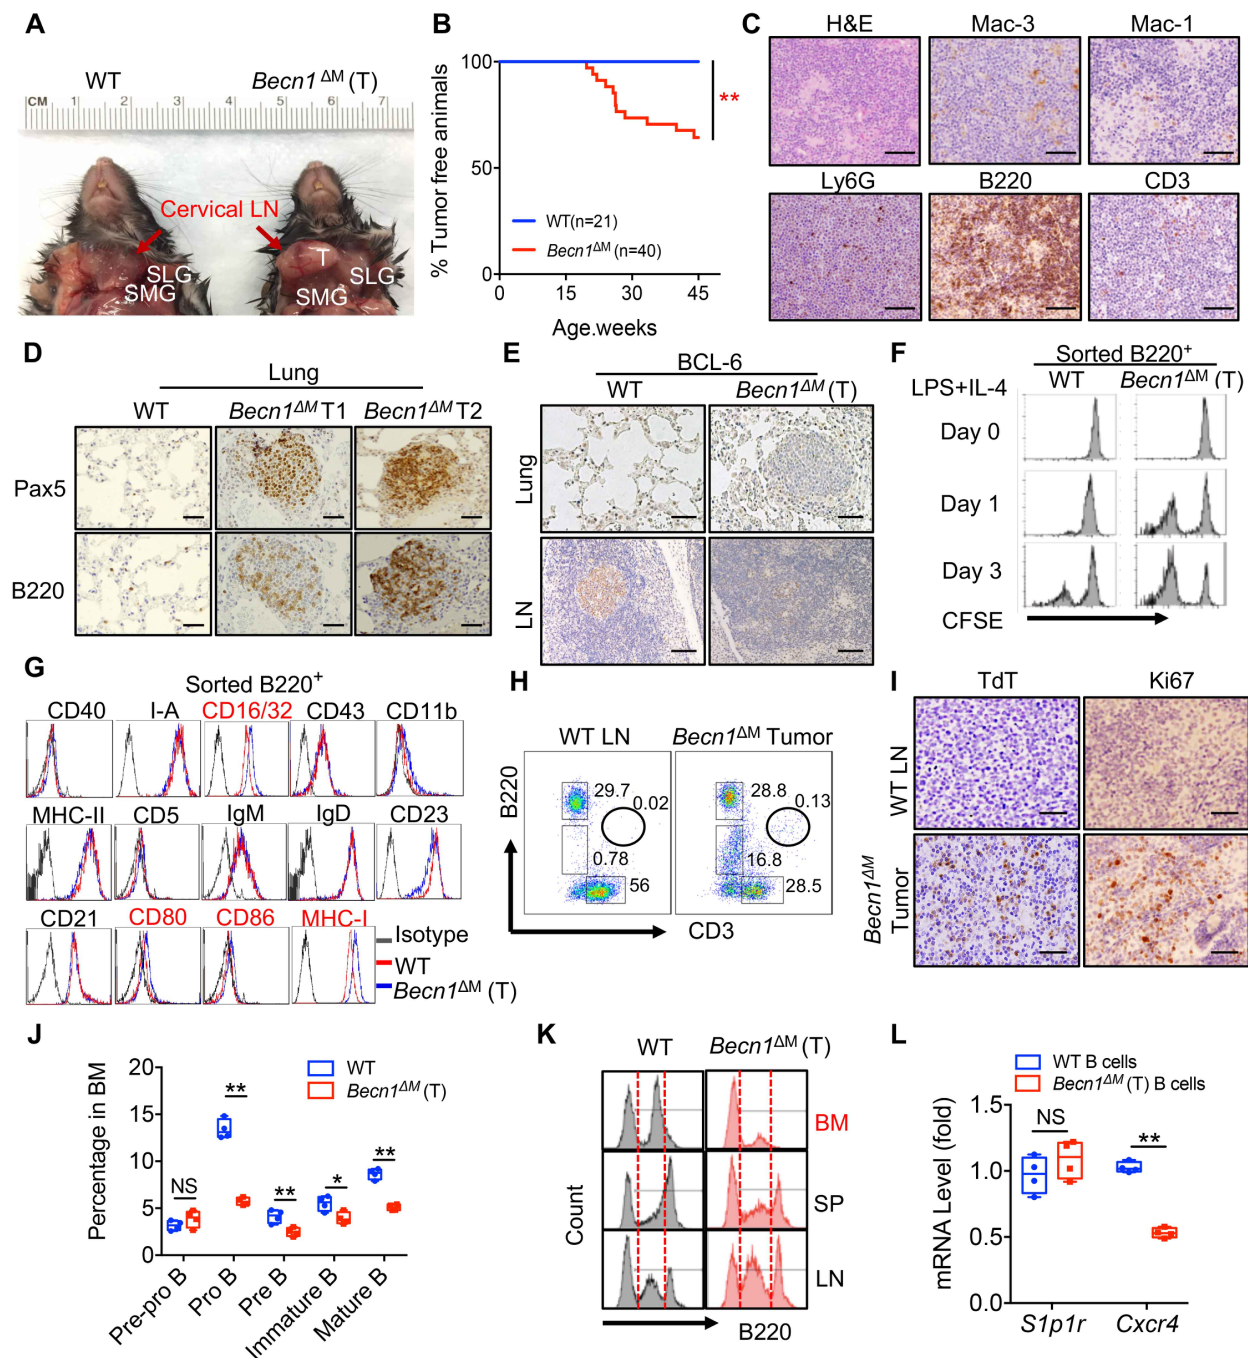 A
WT
Becn1 ΔM (T)
CM 1 2 3 4 5 6 7
Cervical LN
T
SLG
SMG
SLG
SMG
B
% Tumor free animals
100
50
0
0 15 30 45
Age.weeks
WT(n=21)
Becn1ΔM (n=40)
**
C
H&E Mac-3 Mac-1
Ly6G B220 CD3
D
Lung
WT Becn1ΔM T1 Becn1ΔM T2
Pax5
B220
E
BCL-6
WT Becn1ΔM (T)
Lung
LN
F
Sorted B220+
LPS+IL-4
WT Becn1ΔM (T)
Day 0
Day 1
Day 3
CFSE
G
Sorted B220+
CD40 I-A CD16/32 CD43 CD11b
MHC-II CD5 IgM IgD CD23
CD21 CD80 CD86 MHC-I
Isotype
WT
Becn1ΔM (T)
H
WT LN Becn1ΔM Tumor
B220
29.7 0.02
0.78
56
28.8 0.13
16.8
28.5
CD3
I
TdT Ki67
WT LN
Becn1ΔM
Tumor
J
Percentage in BM
20
15
10
5
0
WT
Becn1ΔM (T)
NS ** ** * **
Pre-pro B
Pro B
Pre B
Immature B
Mature B
K
WT Becn1ΔM (T)
BM
SP
LN
Count
B220
L
WT B cells
Becn1ΔM (T) B cells
mRNA Level (fold)
1.5
1.0
0.5
0.0
NS **
S1p1r Cxcr4